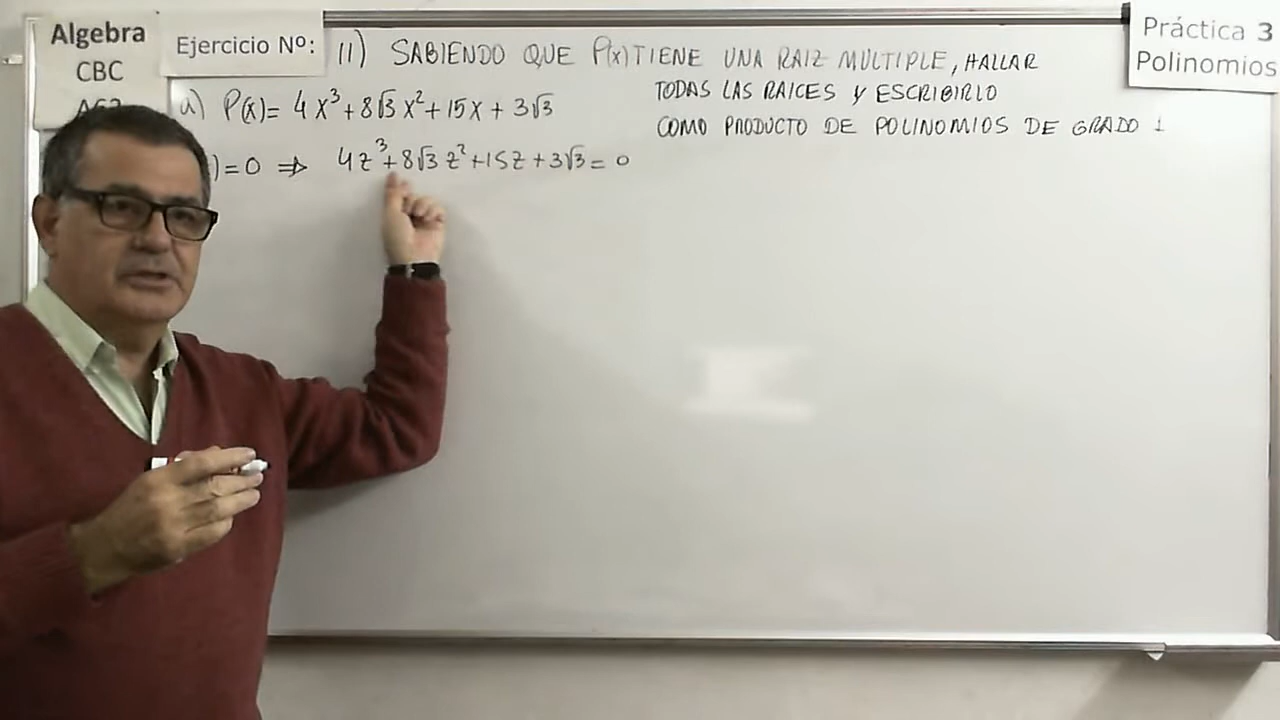 Algebra
CBC
A62
Ejercicio Nº:
11) SABIENDO QUE P(x) TIENE UNA RAIZ MULTIPLE, HALLAR
TODAS LAS RAICES Y ESCRIBIRLO
COMO PRODUCTO DE POLINOMIOS DE GRADO 1
Práctica 3
Polinomios
a) P(x) = 4x³ + 8√3 x² + 15x + 3√3
) = 0 ⇒ 4z³ + 8√3 z² + 15z + 3√3 = 0